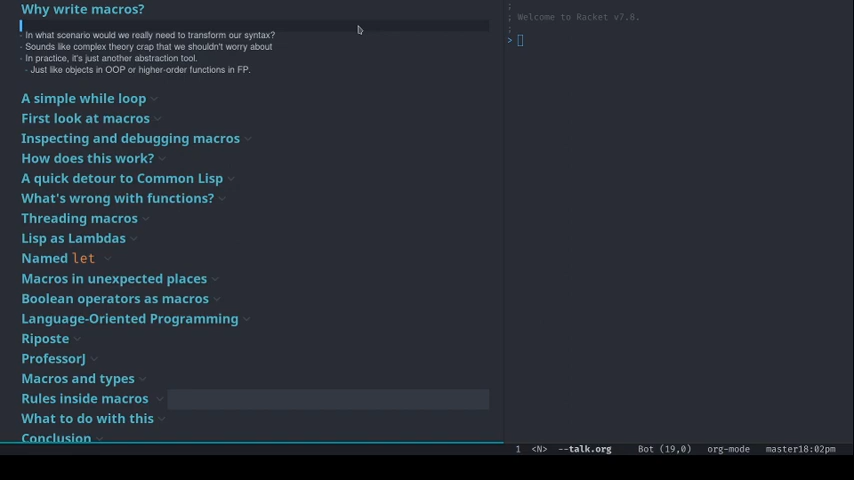 Why write macros?
- In what scenario would we really need to transform our syntax?
- Sounds like complex theory crap that we shouldn't worry about
- In practice, it's just another abstraction tool.
- Just like objects in OOP or higher-order functions in FP.
A simple while loop
First look at macros
Inspecting and debugging macros
How does this work?
A quick detour to Common Lisp
What's wrong with functions?
Threading macros
Lisp as Lambdas
Named let
Macros in unexpected places
Boolean operators as macros
Language-Oriented Programming
Riposte
ProfessorJ
Macros and types
Rules inside macros
What to do with this
Conclusion
;
; Welcome to Racket v7.8.
;
>
1 <N> --talk.org Bot (19,0) org-mode master18:02pm